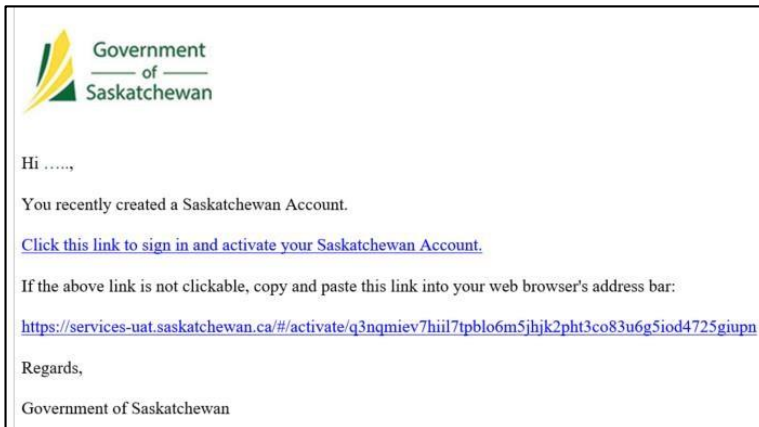 Government
of
Saskatchewan
Hi .....,
You recently created a Saskatchewan Account.
Click this link to sign in and activate your Saskatchewan Account.
If the above link is not clickable, copy and paste this link into your web browser's address bar:
https://services-uat.saskatchewan.ca/#/activate/q3nqmiev7hiil7tpblo6m5jhjk2pht3co83u6g5iod4725giupn
Regards,
Government of Saskatchewan